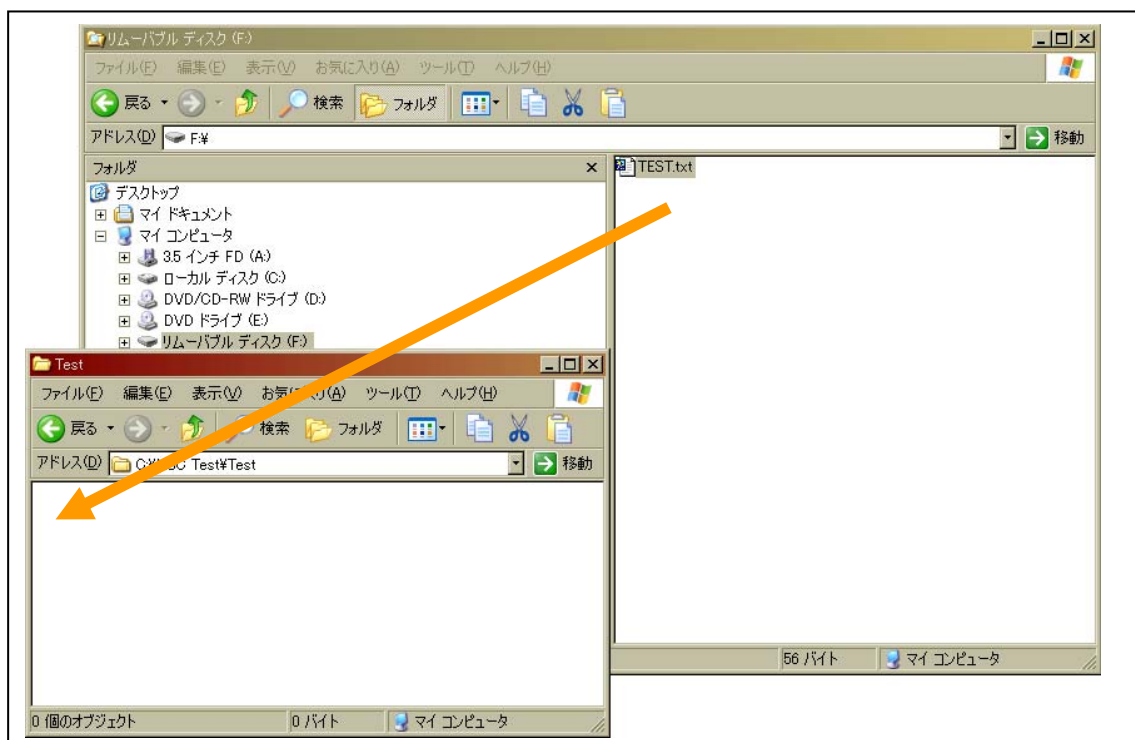 リムーバブル ディスク (F:)
ファイル(F) 編集(E) 表示(V) お気に入り(A) ツール(T) ヘルプ(H)
戻る 検索 フォルダ
アドレス(D) F:¥ 移動
フォルダ ×
デスクトップ
マイ ドキュメント
マイ コンピュータ
3.5 インチ FD (A:)
ローカル ディスク (C:)
DVD/CD-RW ドライブ (D:)
DVD ドライブ (E:)
リムーバブル ディスク (F:)
TEST.txt
56 バイト マイ コンピュータ
Test
ファイル(F) 編集(E) 表示(V) お気に入り(A) ツール(T) ヘルプ(H)
戻る 検索 フォルダ
アドレス(D) Test¥Test 移動
0 個のオブジェクト 0 バイト マイ コンピュータ